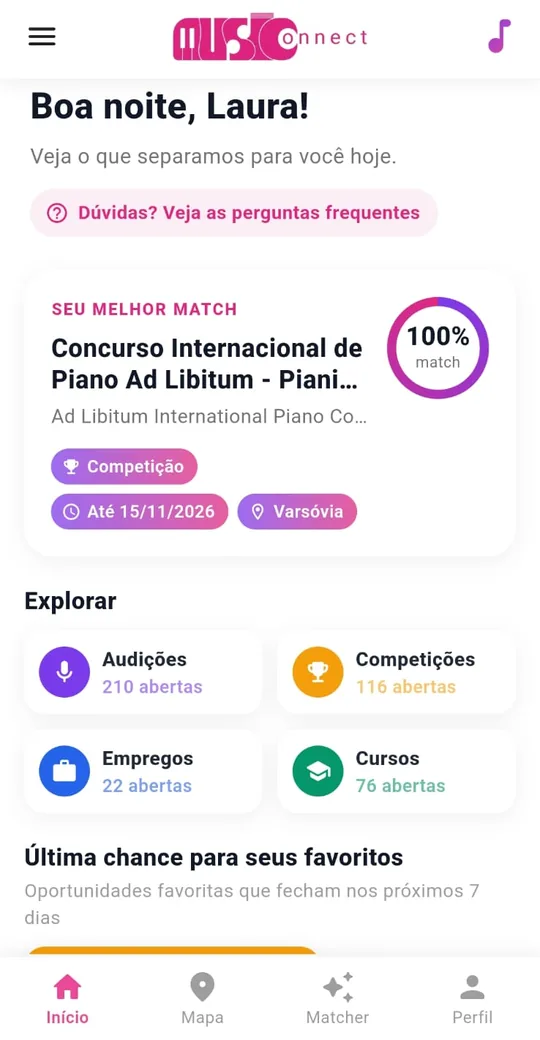 MUSIC onnect
Boa noite, Laura!
Veja o que separamos para você hoje.
Dúvidas? Veja as perguntas frequentes
SEU MELHOR MATCH
Concurso Internacional de
Piano Ad Libitum - Piani...
100%
match
Ad Libitum International Piano Co...
Competição
Até 15/11/2026
Varsóvia
Explorar
Audições
210 abertas
Competições
116 abertas
Empregos
22 abertas
Cursos
76 abertas
Última chance para seus favoritos
Oportunidades favoritas que fecham nos próximos 7
dias
Início
Mapa
Matcher
Perfil